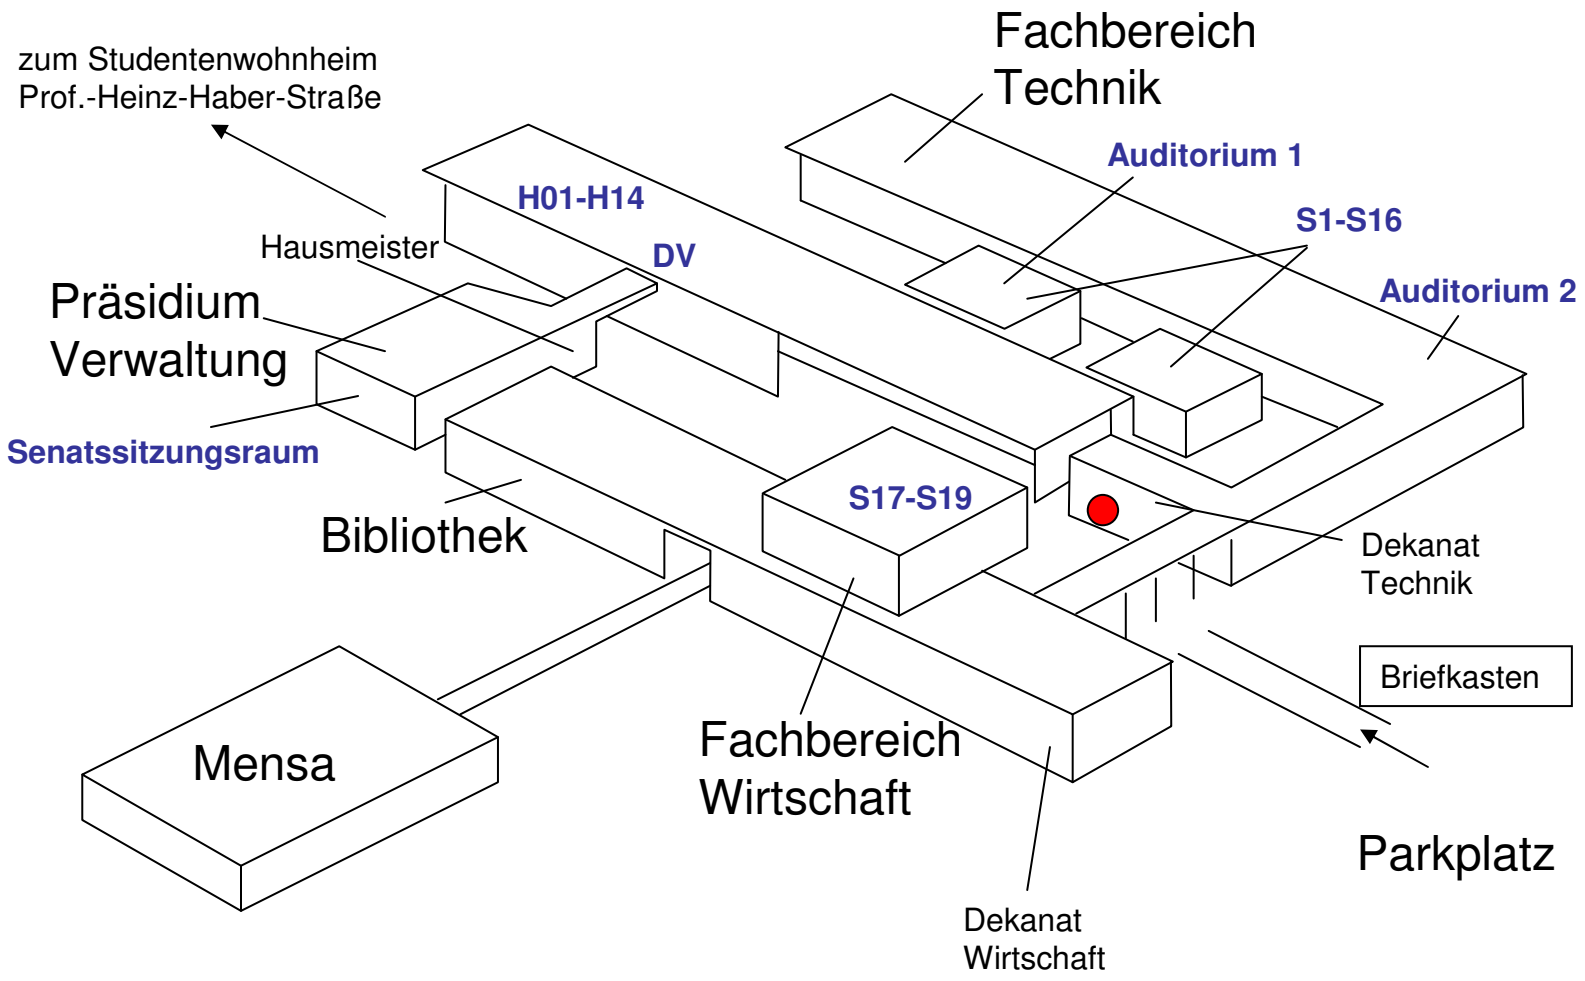 Fachbereich
Technik
zum Studentenwohnheim
Prof.-Heinz-Haber-Straße
Auditorium 1
H01-H14
S1-S16
Hausmeister
DV
Präsidium
Verwaltung
Auditorium 2
Senatssitzungsraum
S17-S19
Bibliothek
Dekanat
Technik
Briefkasten
Mensa
Fachbereich
Wirtschaft
Parkplatz
Dekanat
Wirtschaft